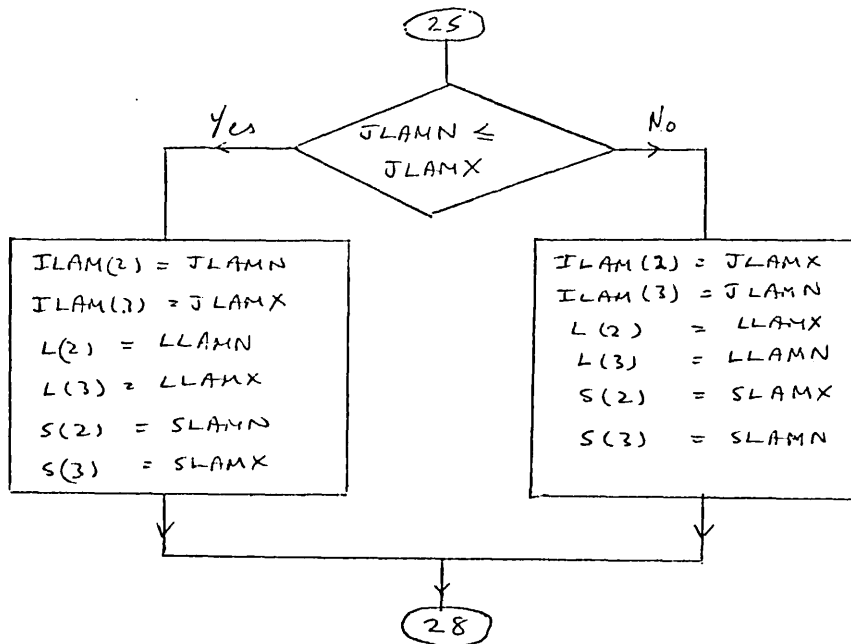 25
Yes
No
JLAMN ≤
JLAMX
ILAM(2) = JLAMN
ILAM(3) = JLAMX
L(2) = LLAMN
L(3) = LLAMX
S(2) = SLAMN
S(3) = SLAMX
ILAM(2) = JLAMX
ILAM(3) = JLAMN
L(2) = LLAMX
L(3) = LLAMN
S(2) = SLAMX
S(3) = SLAMN
28